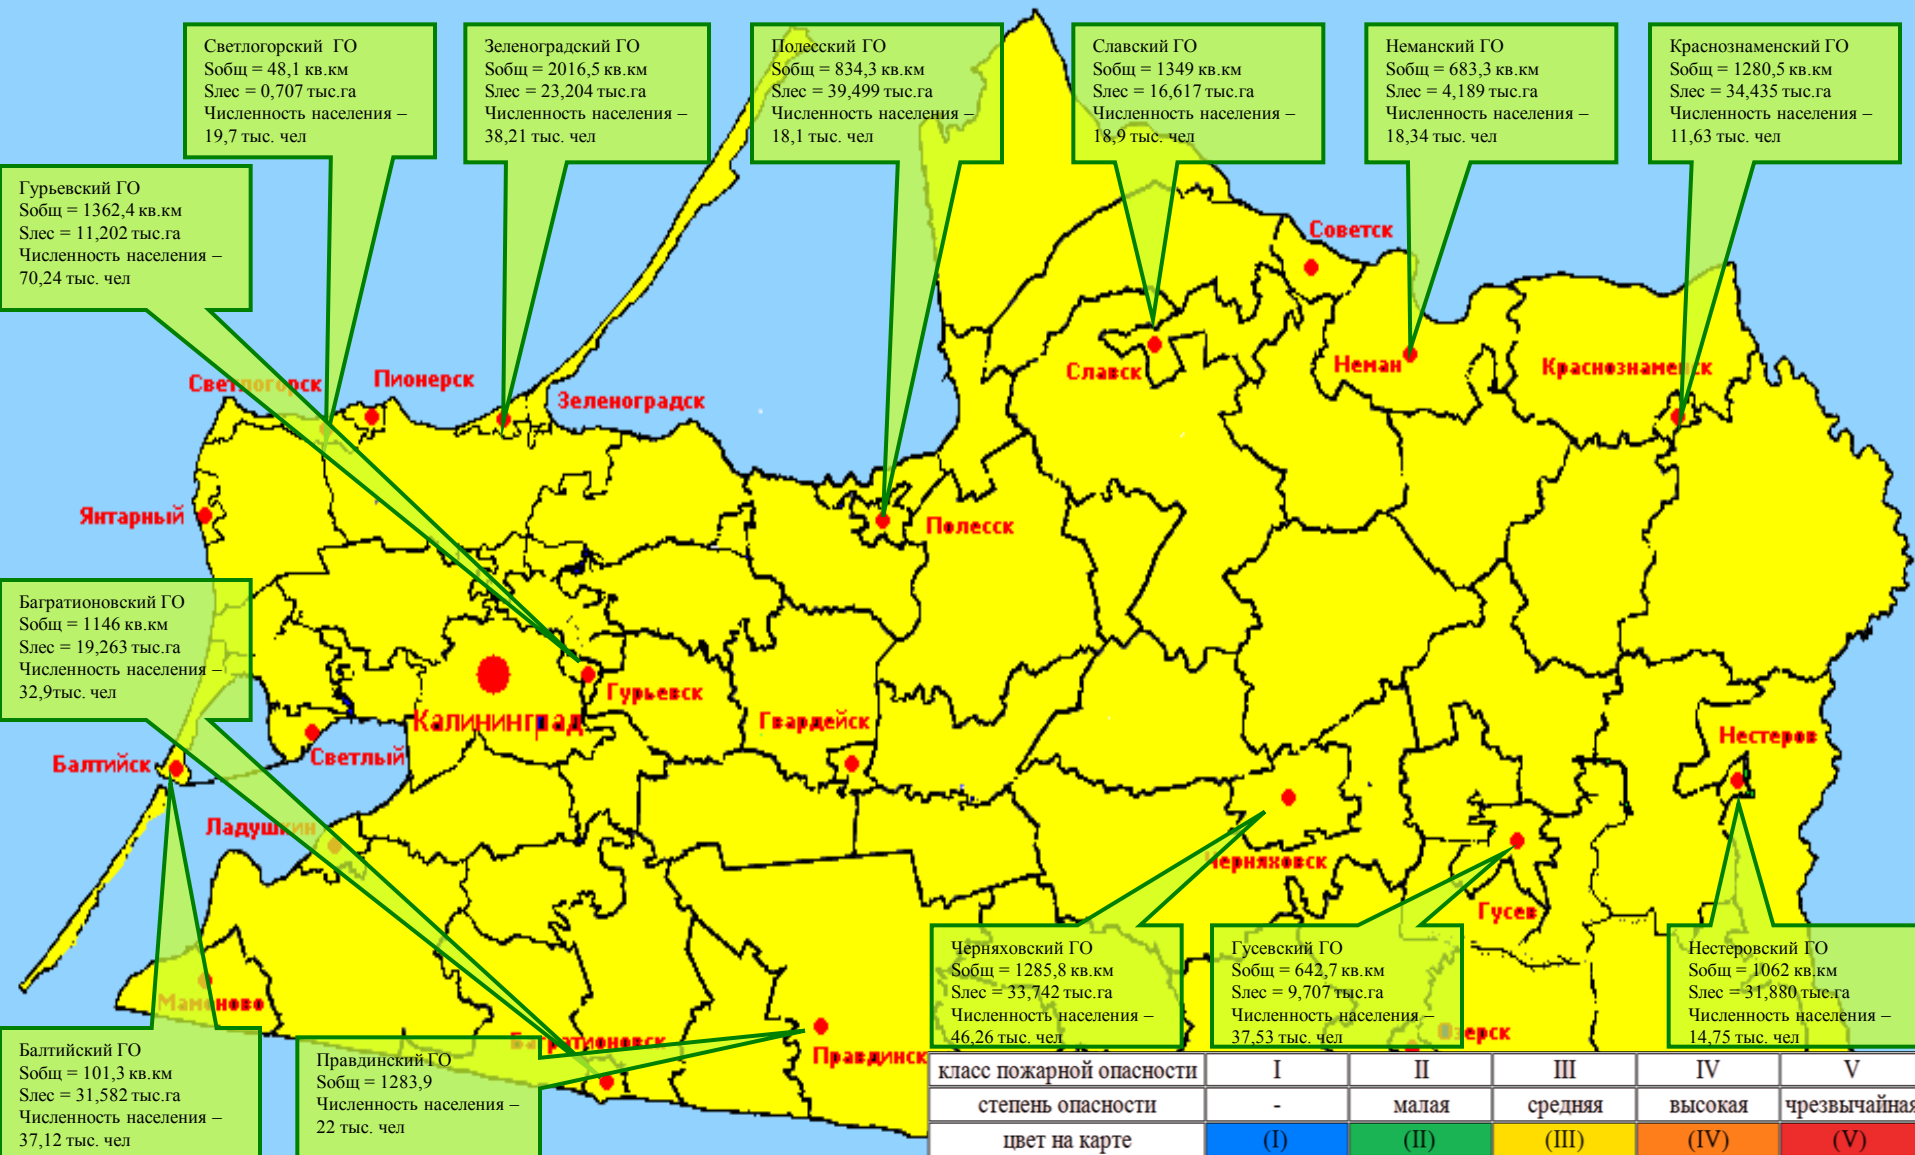 Светлогорский ГО
Sобщ = 48,1 кв.км
Sлес = 0,707 тыс.га
Численность населения –
19,7 тыс. чел
Зеленоградский ГО
Sобщ = 2016,5 кв.км
Sлес = 23,204 тыс.га
Численность населения –
38,21 тыс. чел
Полесский ГО
Sобщ = 834,3 кв.км
Sлес = 39,499 тыс.га
Численность населения –
18,1 тыс. чел
Славский ГО
Sобщ = 1349 кв.км
Sлес = 16,617 тыс.га
Численность населения –
18,9 тыс. чел
Неманский ГО
Sобщ = 683,3 кв.км
Sлес = 4,189 тыс.га
Численность населения –
18,34 тыс. чел
Краснознаменский ГО
Sобщ = 1280,5 кв.км
Sлес = 34,435 тыс.га
Численность населения –
11,63 тыс. чел
Гурьевский ГО
Sобщ = 1362,4 кв.км
Sлес = 11,202 тыс.га
Численность населения –
70,24 тыс. чел
Советск
Светлогорск
Пионерск
Зеленоградск
Славск
Неман
Краснознаменск
Янтарный
Полесск
Багратионовский ГО
Sобщ = 1146 кв.км
Sлес = 19,263 тыс.га
Численность населения –
32,9тыс. чел
Гурьевск
Калининград
Гвардейск
Нестеров
Светлый
Балтийск
Ладушкин
Черняховск
Гусев
Мамоново
Багратионовск
Правдинск
Озерск
Черняховский ГО
Sобщ = 1285,8 кв.км
Sлес = 33,742 тыс.га
Численность населения –
46,26 тыс. чел
Гусевский ГО
Sобщ = 642,7 кв.км
Sлес = 9,707 тыс.га
Численность населения –
37,53 тыс. чел
Нестеровский ГО
Sобщ = 1062 кв.км
Sлес = 31,880 тыс.га
Численность населения –
14,75 тыс. чел
Балтийский ГО
Sобщ = 101,3 кв.км
Sлес = 31,582 тыс.га
Численность населения –
37,12 тыс. чел
Правдинский ГО
Sобщ = 1283,9
Численность населения –
22 тыс. чел
класс пожарной опасности I II III IV V
степень опасности - малая средняя высокая чрезвычайная
цвет на карте (I) (II) (III) (IV) (V)